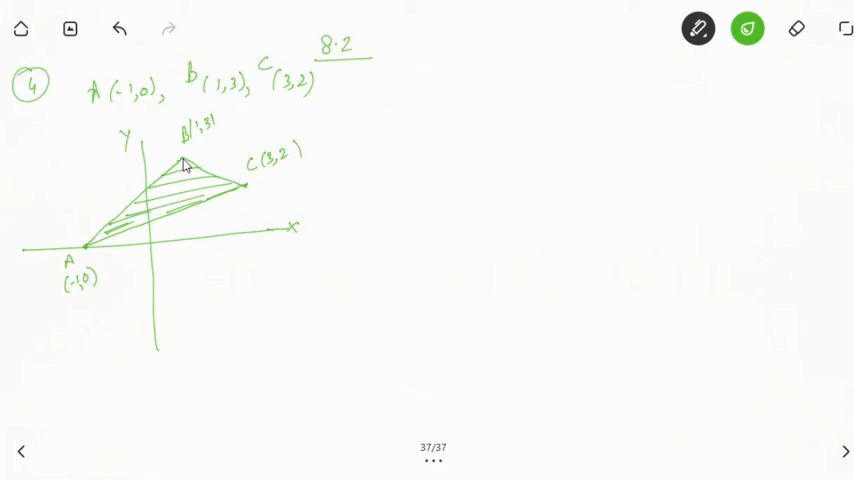 8.2
4 A (-1,0), B (1,3), C (3,2)
Y
B(1,3)
C (3,2)
X
A
(-1,0)
37/37